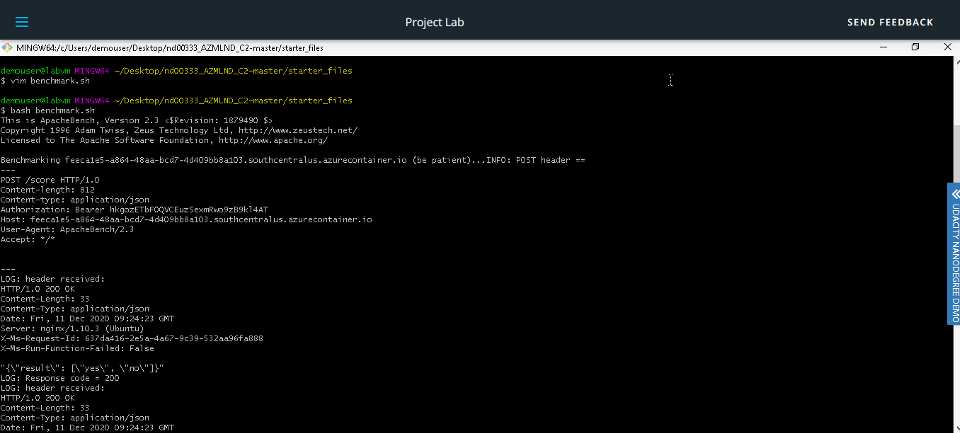 Project Lab
SEND FEEDBACK
MINGW64:/c/Users/demouser/Desktop/nd00333_AZMLND_C2-master/starter_files
demouser@labvm MINGW64 ~/Desktop/nd00333_AZMLND_C2-master/starter_files
$ vim benchmark.sh
demouser@labvm MINGW64 ~/Desktop/nd00333_AZMLND_C2-master/starter_files
$ bash benchmark.sh
This is ApacheBench, Version 2.3 <$Revision: 1879490 $>
Copyright 1996 Adam Twiss, Zeus Technology Ltd, http://www.zeustech.net/
Licensed to The Apache Software Foundation, http://www.apache.org/
Benchmarking feeca1e5-a864-48aa-bcd7-4d409bb8a103.southcentralus.azurecontainer.io (be patient)...INFO: POST header ==
---
POST /score HTTP/1.0
Content-length: 812
Content-type: application/json
Authorization: Bearer hkgozETbFOQVCEuzSexmRwo9zB9kl4AT
Host: feeca1e5-a864-48aa-bcd7-4d409bb8a103.southcentralus.azurecontainer.io
User-Agent: ApacheBench/2.3
Accept: */*
---
LOG: header received:
HTTP/1.0 200 OK
Content-Length: 33
Content-Type: application/json
Date: Fri, 11 Dec 2020 09:24:23 GMT
Server: nginx/1.10.3 (Ubuntu)
X-Ms-Request-Id: 637da416-2e5a-4a67-9c39-532aa96fa888
X-Ms-Run-Function-Failed: False
"{\"result\": [\"yes\", \"no\"]}"
LOG: Response code = 200
LOG: header received:
HTTP/1.0 200 OK
Content-Length: 33
Content-Type: application/json
Date: Fri, 11 Dec 2020 09:24:23 GMT
UDACITY NANODEGREE DEMO